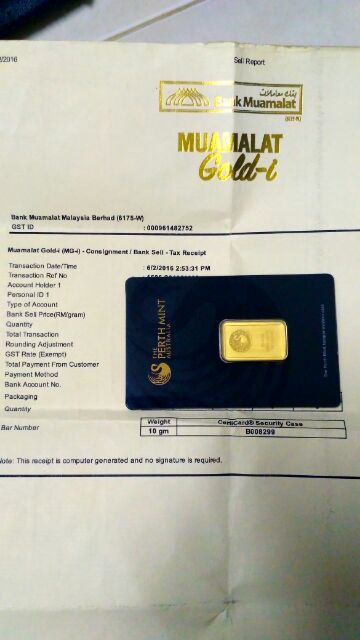 /2016 Sell Report
بنك معاملات
Bank Muamalat
(6175-W)
MUAMALAT
Gold-i
Bank Muamalat Malaysia Berhad (6175-W)
GST ID : 000961482752
Muamalat Gold-i (MG-i) - Consignment / Bank Sell - Tax Receipt
Transaction Date/Time : 6/2/2016 2:53:31 PM
Transaction Ref No
Account Holder 1
Personal ID 1
Type of Account
Bank Sell Price(RM/gram)
Quantity
Total Transaction
Rounding Adjustment
GST Rate (Exempt)
Total Payment From Customer
Payment Method
Bank Account No.
Packaging
Quantity
THE
PERTH MINT
AUSTRALIA
Weight CertiCard® Security Case
Bar Number 10 gm B008299
Note: This receipt is computer generated and no signature is required.